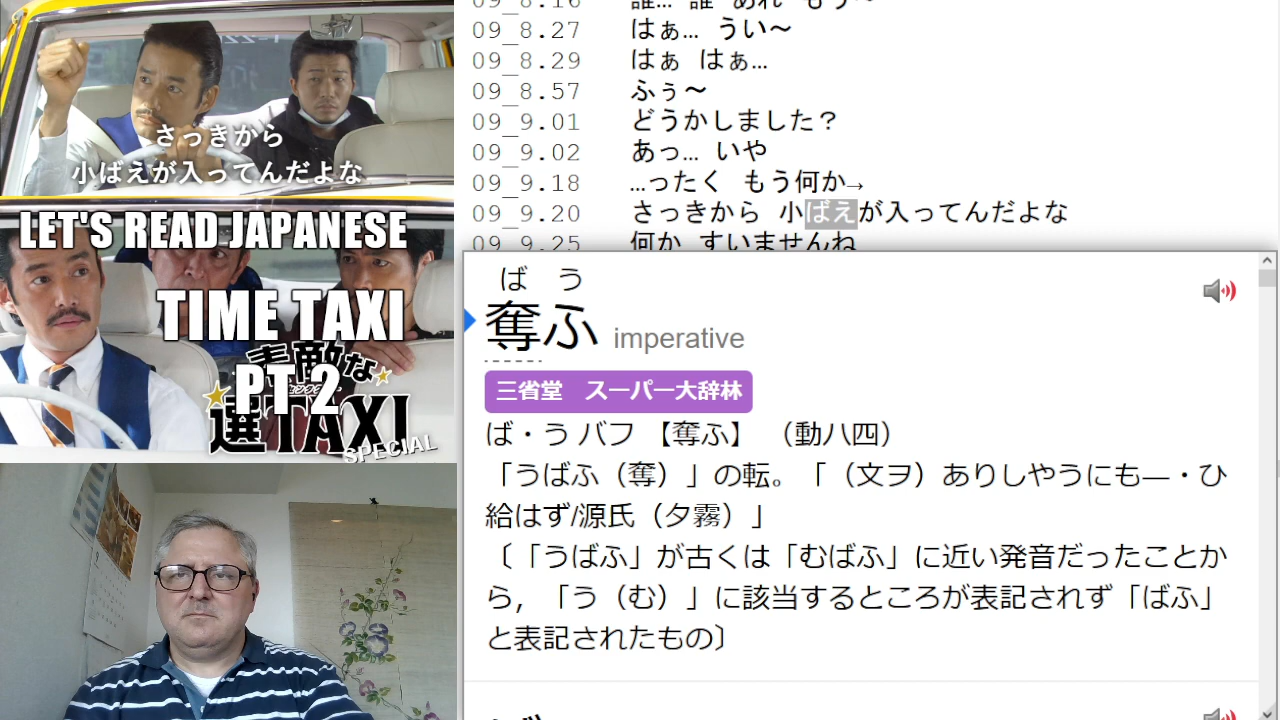 さっきから
小ばえが入ってんだよな
LET'S READ JAPANESE
TIME TAXI
PT 2
素敵な
選TAXI
SPECIAL
09_8.16 誰… 誰 あれ もう～
09_8.27 はぁ… うい～
09_8.29 はぁ はぁ…
09_8.57 ふぅ～
09_9.01 どうかしました？
09_9.02 あっ… いや
09_9.18 …ったく もう何か→
09_9.20 さっきから 小ばえが入ってんだよな
09_9.25 何か すいませんね
ば う
奪ふ imperative
三省堂 スーパー大辞林
ば・う バフ 【奪ふ】 （動ハ四）
「うばふ（奪）」の転。「（文ヲ）ありしやうにも―・ひ
給はず/源氏（夕霧）」
〔「うばふ」が古くは「むばふ」に近い発音だったことか
ら，「う（む）」に該当するところが表記されず「ばふ」
と表記されたもの〕